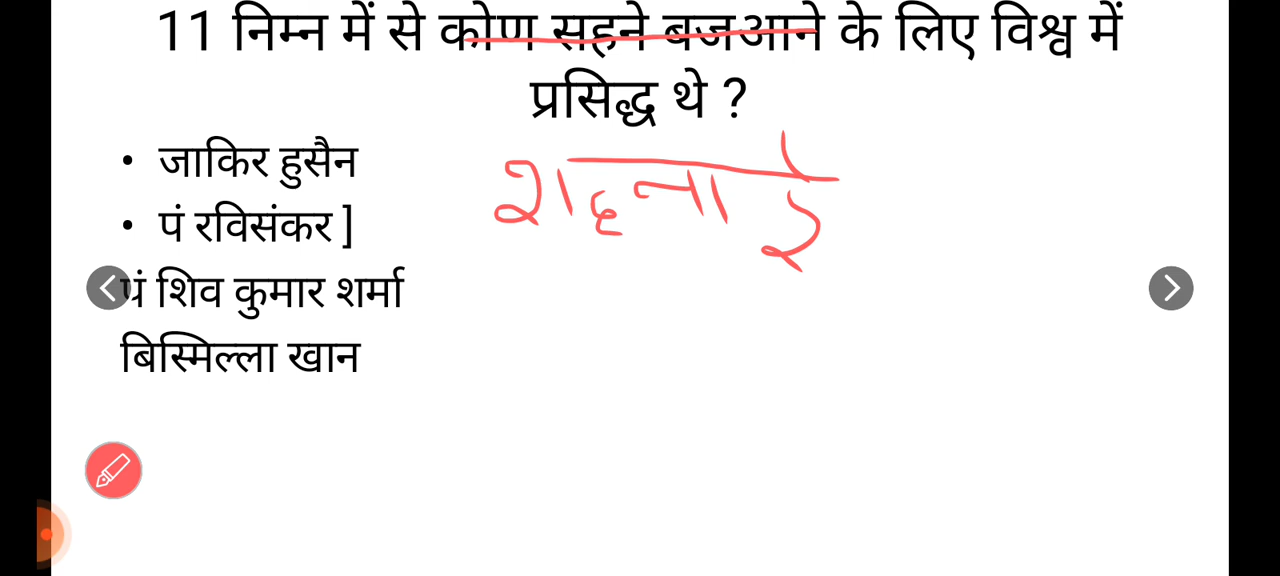 11 निम्न में से कोण सहने बजआने के लिए विश्व में
प्रसिद्ध थे ?
• जाकिर हुसैन
शहनाई
• पं रविसंकर ]
पं शिव कुमार शर्मा
बिस्मिल्ला खान